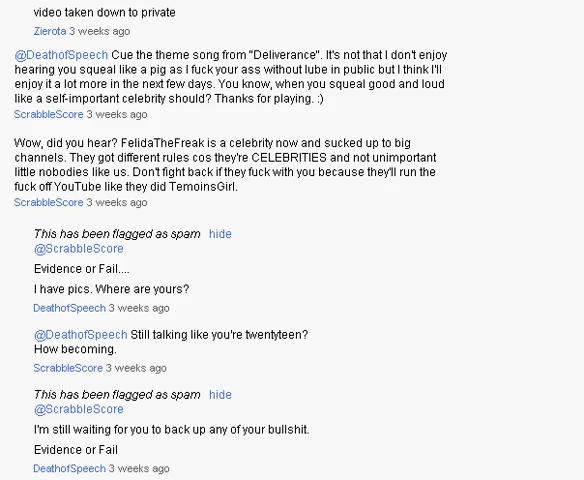 video taken down to private
Zierota 3 weeks ago
@DeathofSpeech Cue the theme song from "Deliverance". It's not that I don't enjoy
hearing you squeal like a pig as I fuck your ass without lube in public but I think I'll
enjoy it a lot more in the next few days. You know, when you squeal good and loud
like a self-important celebrity should? Thanks for playing. :)
ScrabbleScore 3 weeks ago
Wow, did you hear? FelidaTheFreak is a celebrity now and sucked up to big
channels. They got different rules cos they're CELEBRITIES and not unimportant
little nobodies like us. Don't fight back if they fuck with you because they'll run the
fuck off YouTube like they did TemoinsGirl.
ScrabbleScore 3 weeks ago
This has been flagged as spam hide
@ScrabbleScore
Evidence or Fail....
I have pics. Where are yours?
DeathofSpeech 3 weeks ago
@DeathofSpeech Still talking like you're twentyteen?
How becoming.
ScrabbleScore 3 weeks ago
This has been flagged as spam hide
@ScrabbleScore
I'm still waiting for you to back up any of your bullshit.
Evidence or Fail
DeathofSpeech 3 weeks ago